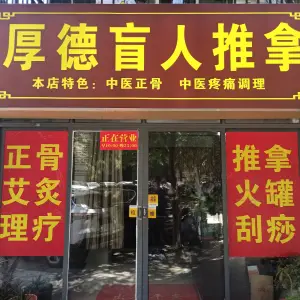 厚德盲人推拿
本店特色：中医正骨 中医疼痛调理
正在营业
正骨
艾灸
理疗
推拿
火罐
刮痧